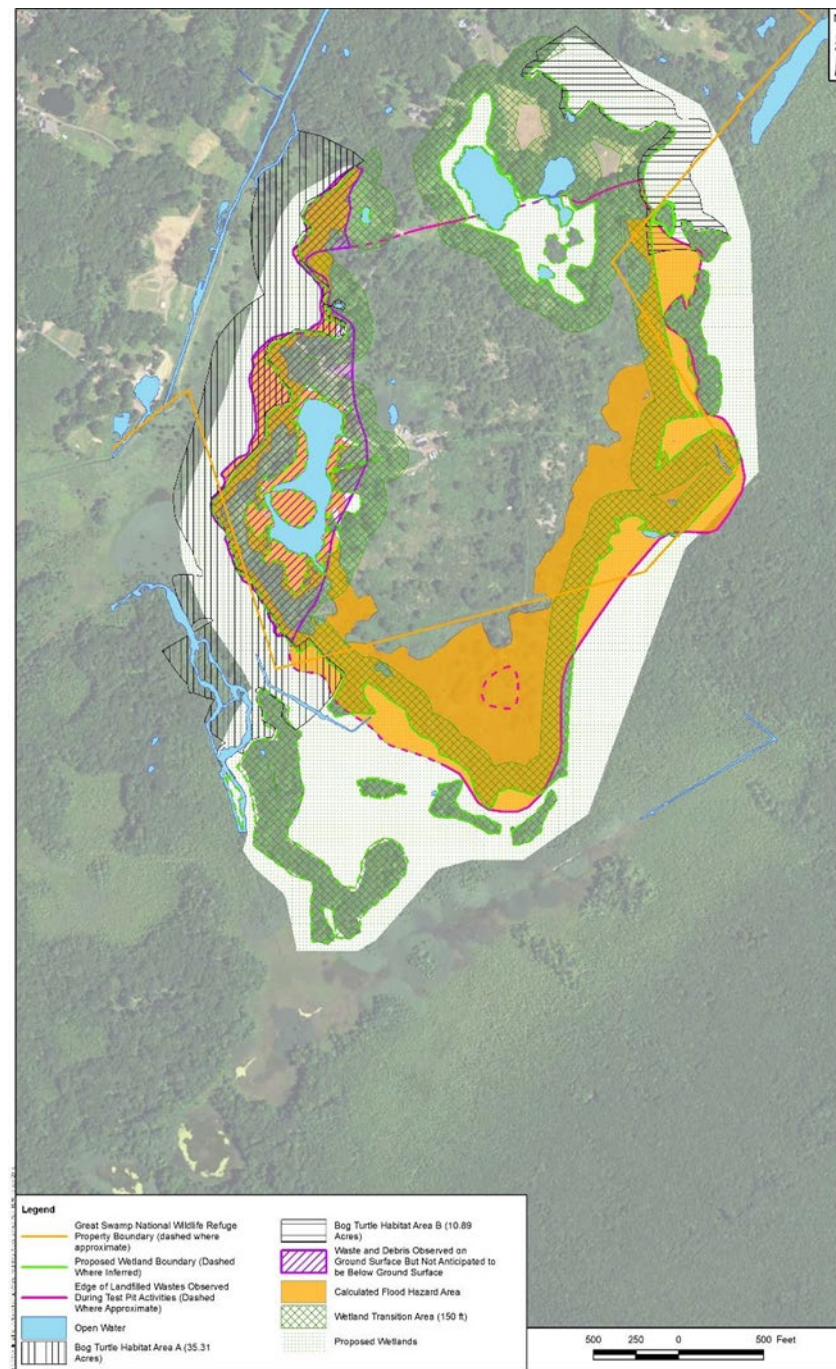 Legend
Great Swamp National Wildlife Refuge
Property Boundary (dashed where
approximate)
Proposed Wetland Boundary (Dashed
Where Inferred)
Edge of Landfilled Wastes Observed
During Test Pit Activities (Dashed
Where Approximate)
Open Water
Bog Turtle Habitat Area A (35.31
Acres)
Bog Turtle Habitat Area B (10.89
Acres)
Waste and Debris Observed on
Ground Surface But Not Anticipated to
be Below Ground Surface
Calculated Flood Hazard Area
Wetland Transition Area (150 ft)
Proposed Wetlands
500 250 0 500 Feet